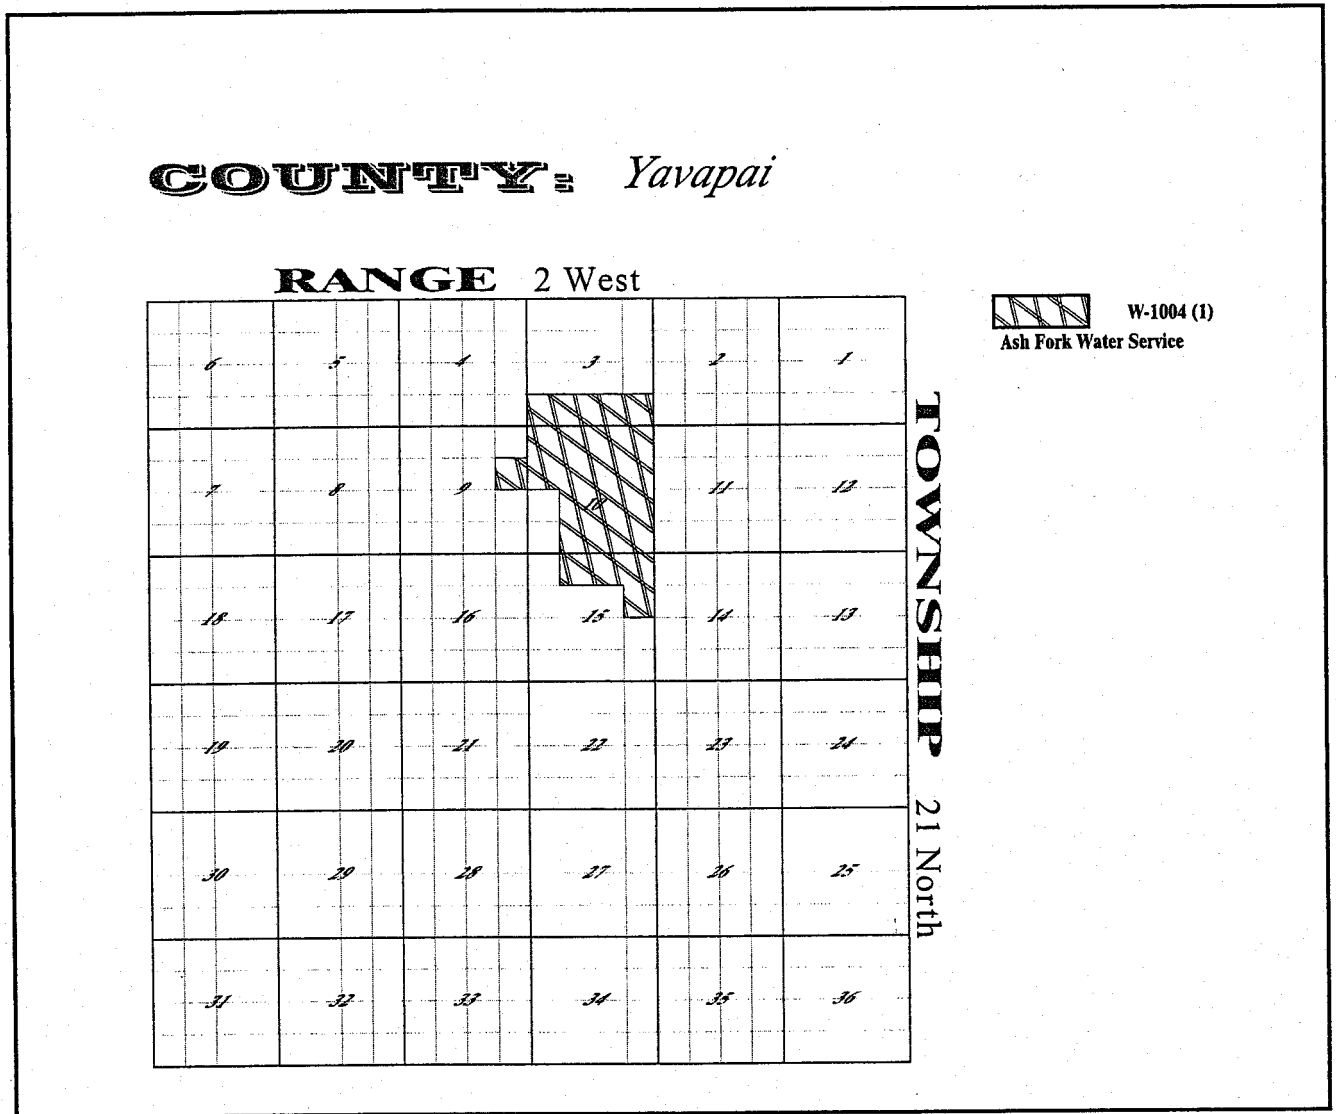 COUNTY: Yavapai
RANGE 2 West
W-1004 (1)
Ash Fork Water Service
6 5 4 3 2 1
7 8 9 10 11 12
18 17 16 15 14 13
19 20 21 22 23 24
30 29 28 27 26 25
31 32 33 34 35 36
TOWNSHIP 21 North